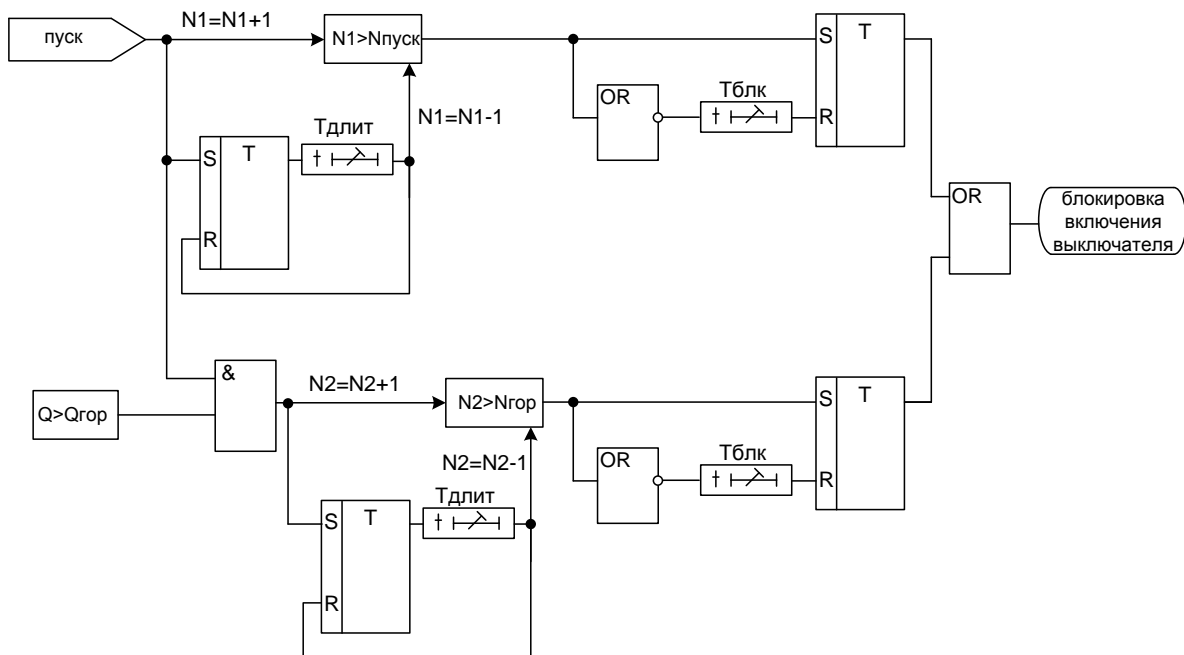 пуск
N1=N1+1
N1>Nпуск
S
T
OR
Tблк
R
N1=N1-1
Tдлит
S
T
R
OR
блокировка
включения
выключателя
&
Q>Qгор
N2=N2+1
N2>Nгор
S
T
OR
Tблк
R
N2=N2-1
Tдлит
S
T
R